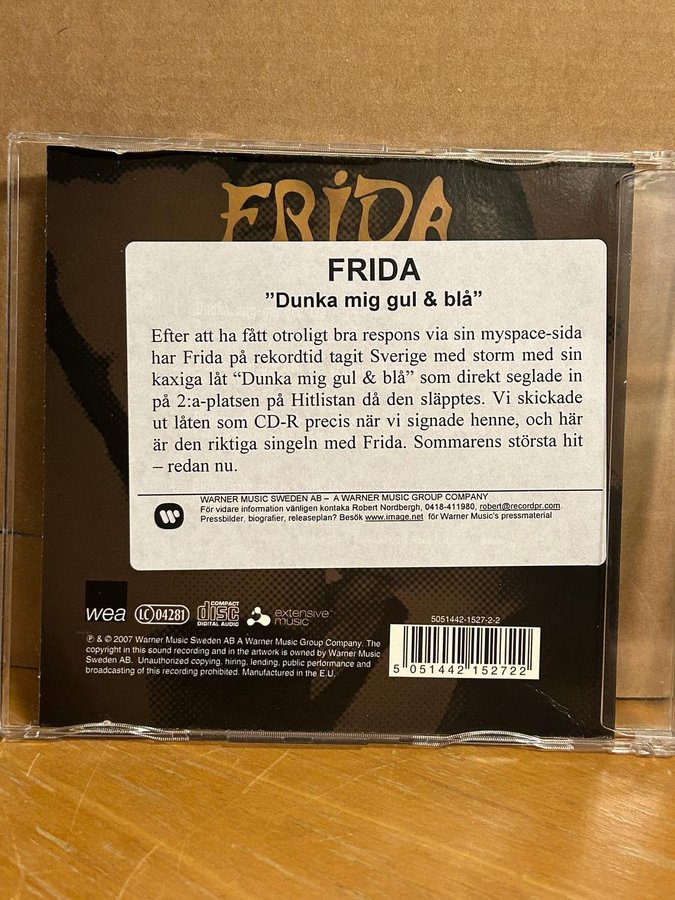 FRiDA
FRIDA
”Dunka mig gul & blå”
Efter att ha fått otroligt bra respons via sin myspace-sida
har Frida på rekordtid tagit Sverige med storm med sin
kaxiga låt “Dunka mig gul & blå” som direkt seglade in
på 2:a-platsen på Hitlistan då den släpptes. Vi skickade
ut låten som CD-R precis när vi signade henne, och här
är den riktiga singeln med Frida. Sommarens största hit
– redan nu.
WARNER MUSIC SWEDEN AB – A WARNER MUSIC GROUP COMPANY
För vidare information vänligen kontaka Robert Nordbergh, 0418-411980, robert@recordpr.com.
Pressbilder, biografier, releaseplan? Besök www.image.net för Warner Music's pressmaterial
wea LC 04281 COMPACT disc DIGITAL AUDIO extensive music
5051442-1527-2-2
℗ & © 2007 Warner Music Sweden AB A Warner Music Group Company. The
copyright in this sound recording and in the artwork is owned by Warner Music
Sweden AB. Unauthorized copying, hiring, lending, public performance and
broadcasting of this recording prohibited. Manufactured in the E.U.
5 051442 152722